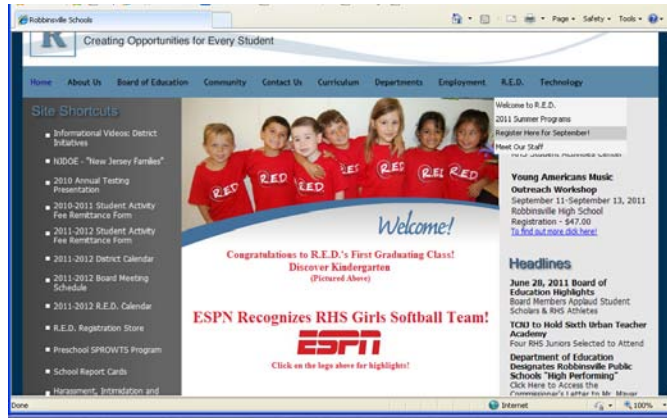 Robbinsville Schools
Page
Safety
Tools
R
Creating Opportunities for Every Student
Home
About Us
Board of Education
Community
Contact Us
Curriculum
Departments
Employment
R.E.D.
Technology
Welcome to R.E.D.
2011 Summer Programs
Register Here for September!
Meet Our Staff
Site Shortcuts
Informational Videos: District
Initiatives
NJDOE - "New Jersey Families"
2010 Annual Testing
Presentation
2010-2011 Student Activity
Fee Remittance Form
2011-2012 Student Activity
Fee Remittance Form
2011-2012 District Calendar
2011-2012 Board Meeting
Schedule
2011-2012 R.E.D. Calendar
R.E.D. Registration Store
Preschool SPROWTS Program
School Report Cards
Harassment, Intimidation and
R.E.D.
R.E.D.
R.E.D.
R.E.D.
R.E.D.
R.E.D.
Welcome!
Congratulations to R.E.D.'s First Graduating Class!
Discover Kindergarten
(Pictured Above)
ESPN Recognizes RHS Girls Softball Team!
ESPN
Click on the logo above for highlights!
RHS Student Activities Center
Young Americans Music
Outreach Workshop
September 11-September 13, 2011
Robbinsville High School
Registration - $47.00
To find out more click here!
Headlines
June 28, 2011 Board of
Education Highlights
Board Members Applaud Student
Scholars & RHS Athletes
TCNJ to Hold Sixth Urban Teacher
Academy
Four RHS Juniors Selected to Attend
Department of Education
Designates Robbinsville Public
Schools "High Performing"
Click Here to Access the
Commissioner's Letter to Mr. Mayer
Done
Internet
100%